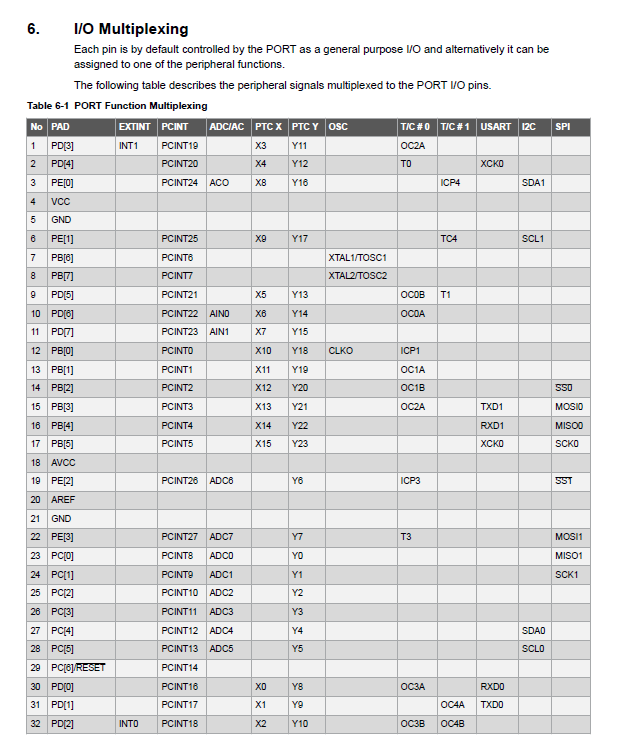 6. I/O Multiplexing
Each pin is by default controlled by the PORT as a general purpose I/O and alternatively it can be
assigned to one of the peripheral functions.
The following table describes the peripheral signals multiplexed to the PORT I/O pins.
Table 6-1 PORT Function Multiplexing
No PAD EXTINT PCINT ADC/AC PTC X PTC Y OSC T/C # 0 T/C # 1 USART I2C SPI
1 PD[3] INT1 PCINT19 X3 Y11 OC2A
2 PD[4] PCINT20 X4 Y12 T0 XCK0
3 PE[0] PCINT24 ACO X8 Y16 ICP4 SDA1
4 VCC
5 GND
6 PE[1] PCINT25 X9 Y17 TC4 SCL1
7 PB[6] PCINT6 XTAL1/TOSC1
8 PB[7] PCINT7 XTAL2/TOSC2
9 PD[5] PCINT21 X5 Y13 OC0B T1
10 PD[6] PCINT22 AIN0 X6 Y14 OC0A
11 PD[7] PCINT23 AIN1 X7 Y15
12 PB[0] PCINT0 X10 Y18 CLKO ICP1
13 PB[1] PCINT1 X11 Y19 OC1A
14 PB[2] PCINT2 X12 Y20 OC1B SS0
15 PB[3] PCINT3 X13 Y21 OC2A TXD1 MOSI0
16 PB[4] PCINT4 X14 Y22 RXD1 MISO0
17 PB[5] PCINT5 X15 Y23 XCK0 SCK0
18 AVCC
19 PE[2] PCINT26 ADC6 Y6 ICP3 SS1
20 AREF
21 GND
22 PE[3] PCINT27 ADC7 Y7 T3 MOSI1
23 PC[0] PCINT8 ADC0 Y0 MISO1
24 PC[1] PCINT9 ADC1 Y1 SCK1
25 PC[2] PCINT10 ADC2 Y2
26 PC[3] PCINT11 ADC3 Y3
27 PC[4] PCINT12 ADC4 Y4 SDA0
28 PC[5] PCINT13 ADC5 Y5 SCL0
29 PC[6]/RESET PCINT14
30 PD[0] PCINT16 X0 Y8 OC3A RXD0
31 PD[1] PCINT17 X1 Y9 OC4A TXD0
32 PD[2] INT0 PCINT18 X2 Y10 OC3B OC4B